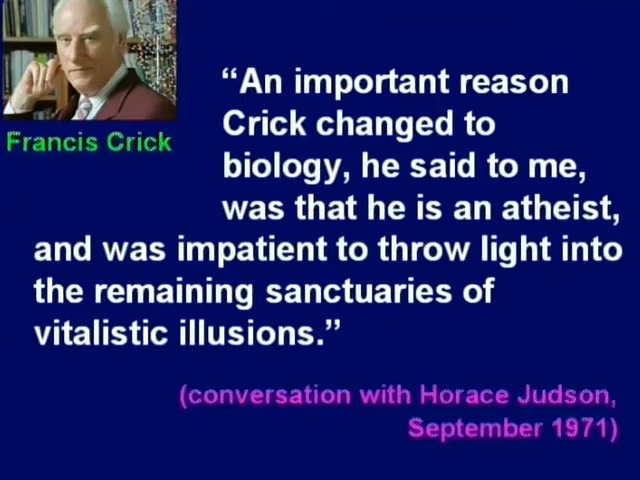 “An important reason
Crick changed to
Francis Crick
biology, he said to me,
was that he is an atheist,
and was impatient to throw light into
the remaining sanctuaries of
vitalistic illusions.”
(conversation with Horace Judson,
September 1971)